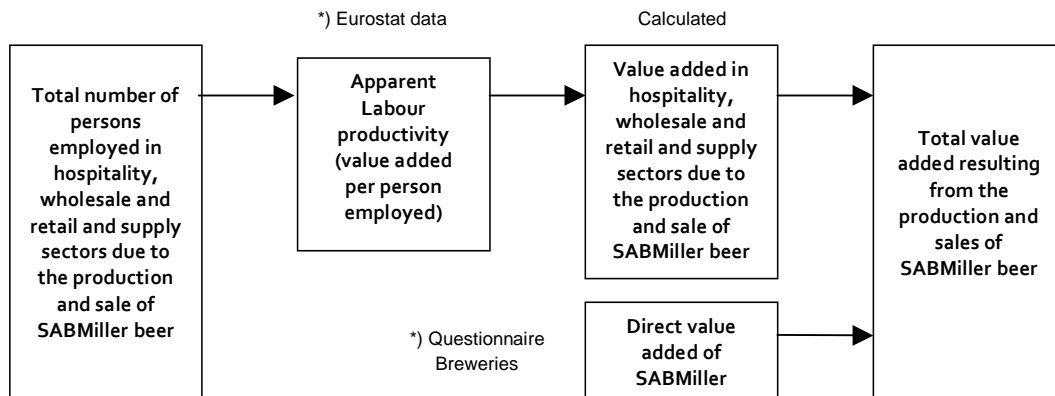 *) Eurostat data
Calculated
Total number of
persons
employed in
hospitality,
wholesale and
retail and supply
sectors due to
the production
and sale of
SABMiller beer
Apparent
Labour
productivity
(value added
per person
employed)
Value added in
hospitality,
wholesale and
retail and supply
sectors due to
the production
and sale of
SABMiller beer
Total value
added resulting
from the
production and
sales of
SABMiller beer
*) Questionnaire
Breweries
Direct value
added of
SABMiller